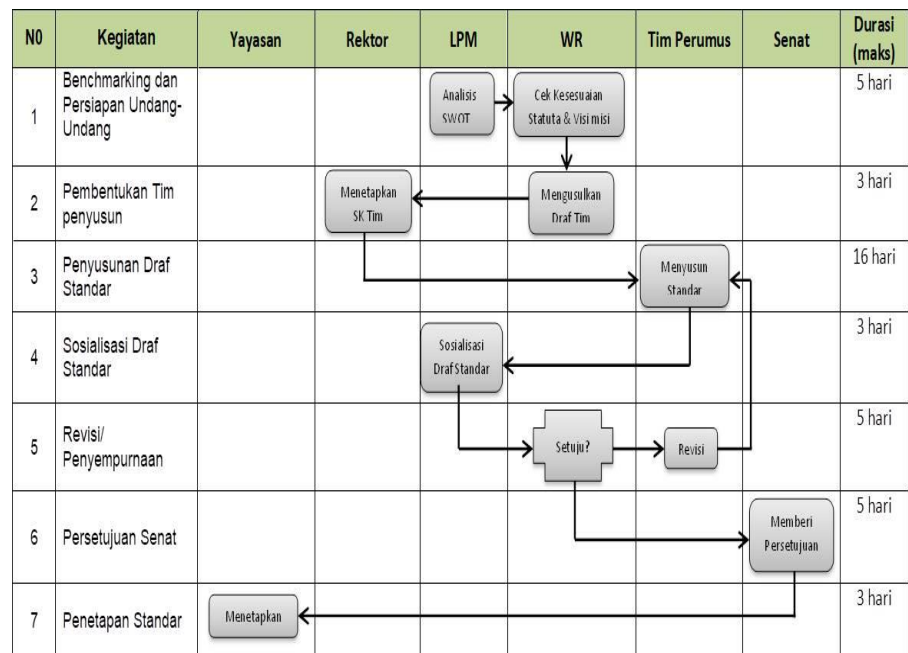 N0 Kegiatan Yayasan Rektor LPM WR Tim Perumus Senat Durasi
(maks)
1
Benchmarking dan
Persiapan Undang-
Undang
Analisis
SWOT
Cek Kesesuaian
Statuta & Visi misi
5 hari
2
Pembentukan Tim
penyusun
Menetapkan
SK Tim
Mengusulkan
Draf Tim
3 hari
3
Penyusunan Draf
Standar
Menyusun
Standar
16 hari
4
Sosialisasi Draf
Standar
Sosialisasi
Draf Standar
3 hari
5
Revisi/
Penyempurnaan
Setuju?
Revisi
5 hari
6
Persetujuan Senat
Memberi
Persetujuan
5 hari
7
Penetapan Standar
Menetapkan
3 hari